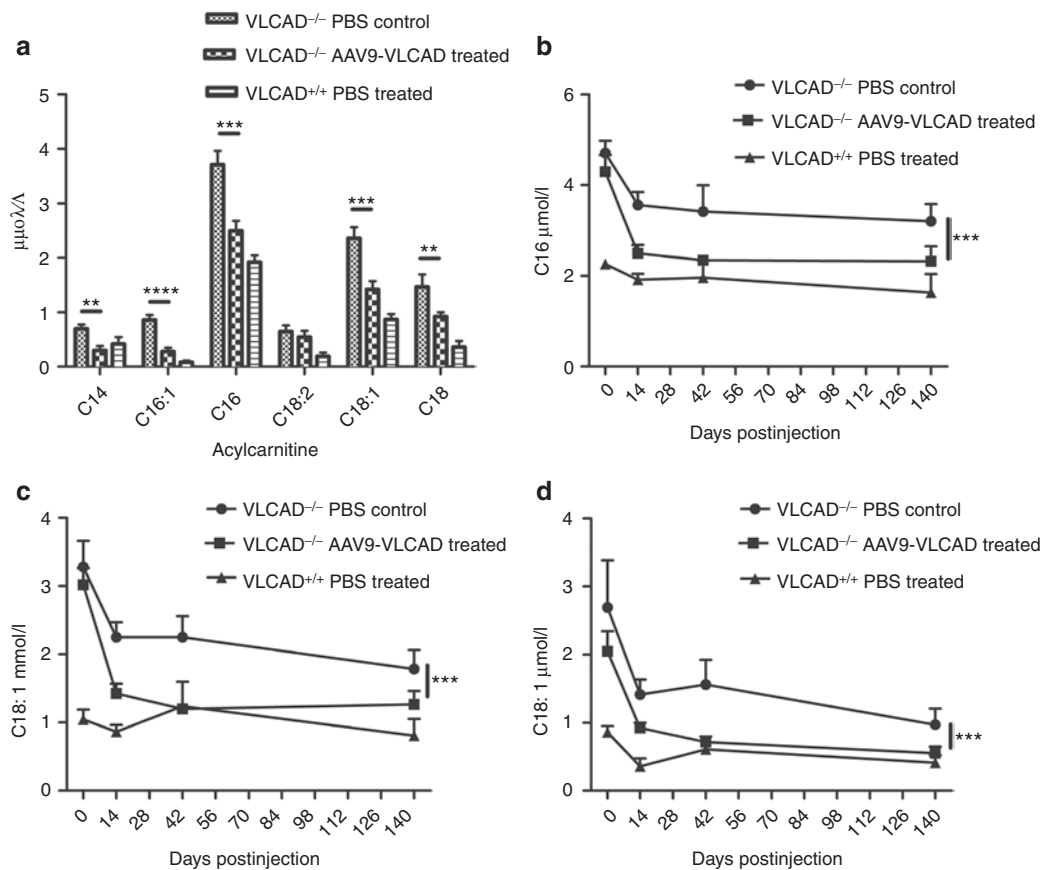 a
VLCAD–/– PBS control
VLCAD–/– AAV9-VLCAD treated
VLCAD+/+ PBS treated
5
4
3
2
1
0
μμολ/Λ
**
****
***
***
**
C14
C16:1
C16
C18:2
C18:1
C18
Acylcarnitine
b
VLCAD–/– PBS control
VLCAD–/– AAV9-VLCAD treated
VLCAD+/+ PBS treated
6
4
2
0
C16 μmol/l
***
0 14 28 42 56 70 84 98 112 126 140
Days postinjection
c
VLCAD–/– PBS control
VLCAD–/– AAV9-VLCAD treated
VLCAD+/+ PBS treated
4
3
2
1
0
C18: 1 mmol/l
***
0 14 28 42 56 70 84 98 112 126 140
Days postinjection
d
VLCAD–/– PBS control
VLCAD–/– AAV9-VLCAD treated
VLCAD+/+ PBS treated
4
3
2
1
0
C18: 1 μmol/l
***
0 14 28 42 56 70 84 98 112 126 140
Days postinjection